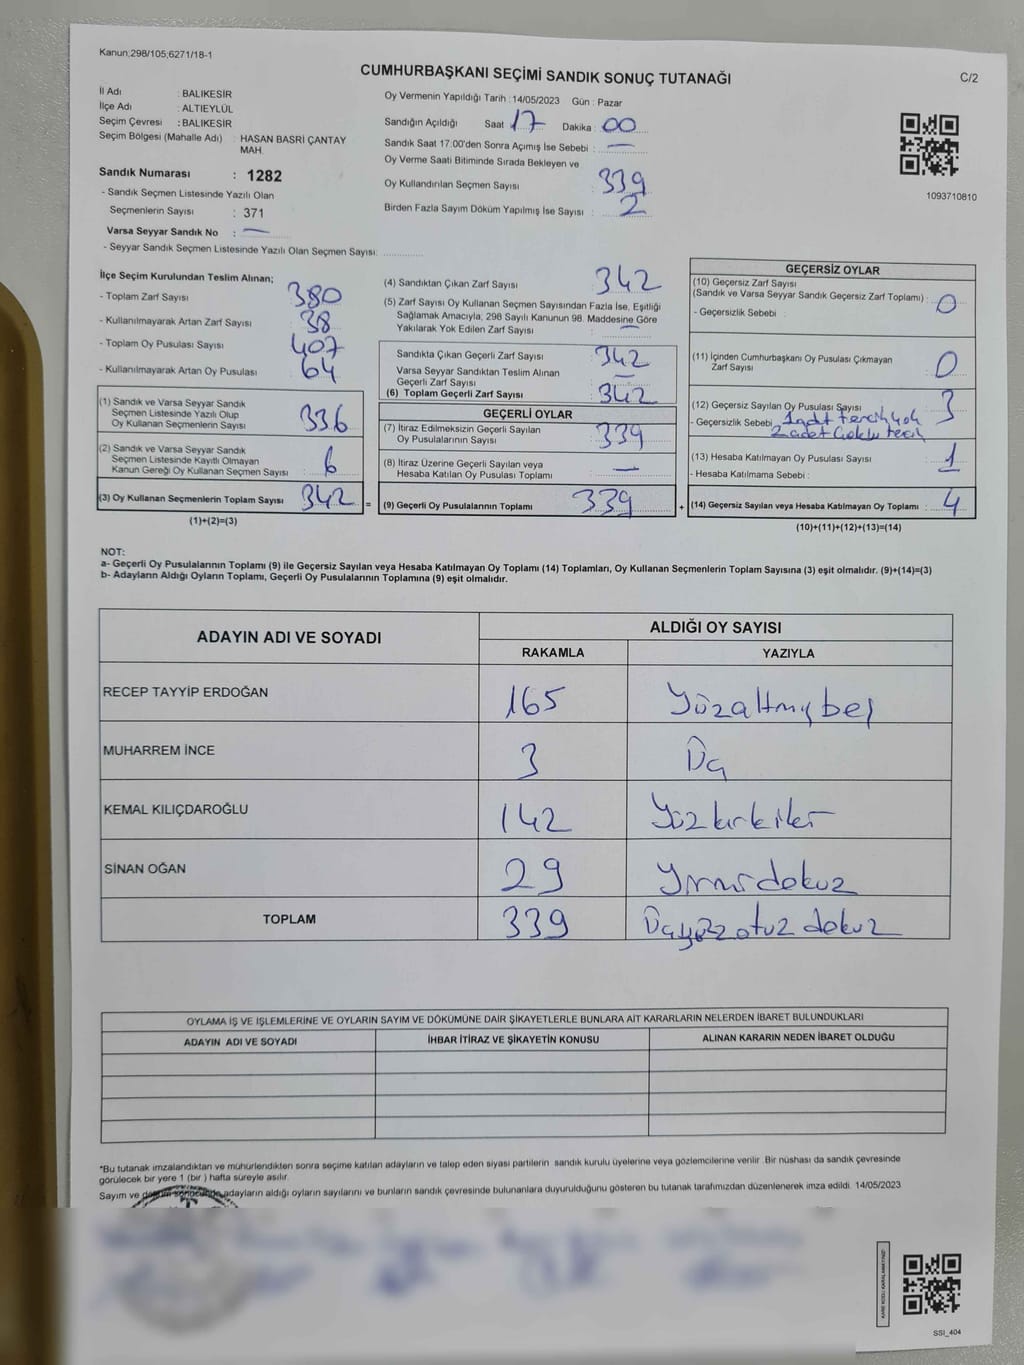 Kanun;298/105;6271/18-1
CUMHURBAŞKANI SEÇİMİ SANDIK SONUÇ TUTANAĞI
C/2
İl Adı : BALIKESİR
İlçe Adı : ALTIEYLÜL
Seçim Çevresi : BALIKESİR
Seçim Bölgesi (Mahalle Adı) : HASAN BASRİ ÇANTAY
MAH.
Sandık Numarası : 1282
- Sandık Seçmen Listesinde Yazılı Olan
Seçmenlerin Sayısı : 371
Varsa Seyyar Sandık No : —
- Seyyar Sandık Seçmen Listesinde Yazılı Olan Seçmen Sayısı:
Oy Vermenin Yapıldığı Tarih : 14/05/2023 Gün : Pazar
Sandığın Açıldığı Saat 17 Dakika : 00
Sandık Saat 17:00'den Sonra Açımış İse Sebebi : —
Oy Verme Saati Bitiminde Sırada Bekleyen ve
Oy Kullandırılan Seçmen Sayısı : 339
Birden Fazla Sayım Döküm Yapılmış İse Sayısı : 2
1093710810
İlçe Seçim Kurulundan Teslim Alınan;
- Toplam Zarf Sayısı : 380
- Kullanılmayarak Artan Zarf Sayısı : 38
- Toplam Oy Pusulası Sayısı : 407
- Kullanılmayarak Artan Oy Pusulası : 64
(1) Sandık ve Varsa Seyyar Sandık
Seçmen Listesinde Yazılı Olup
Oy Kullanan Seçmenlerin Sayısı : 336
(2) Sandık ve Varsa Seyyar Sandık
Seçmen Listesinde Kayıtlı Olmayan
Kanun Gereği Oy Kullanan Seçmen Sayısı : 6
(3) Oy Kullanan Seçmenlerin Toplam Sayısı : 342
(1)+(2)=(3)
(4) Sandıktan Çıkan Zarf Sayısı : 342
(5) Zarf Sayısı Oy Kullanan Seçmen Sayısından Fazla İse, Eşitliği
Sağlamak Amacıyla, 298 Sayılı Kanunun 98. Maddesine Göre
Yakılarak Yok Edilen Zarf Sayısı : —
Sandıkta Çıkan Geçerli Zarf Sayısı : 342
Varsa Seyyar Sandıktan Teslim Alınan
Geçerli Zarf Sayısı : —
(6) Toplam Geçerli Zarf Sayısı : 342
GEÇERLİ OYLAR
(7) İtiraz Edilmeksizin Geçerli Sayılan
Oy Pusulalarının Sayısı : 339
(8) İtiraz Üzerine Geçerli Sayılan veya
Hesaba Katılan Oy Pusulası Toplamı : —
= (9) Geçerli Oy Pusulalarının Toplamı : 339
GEÇERSİZ OYLAR
(10) Geçersiz Zarf Sayısı
(Sandık ve Varsa Seyyar Sandık Geçersiz Zarf Toplamı) : 0
- Geçersizlik Sebebi :
(11) İçinden Cumhurbaşkanı Oy Pusulası Çıkmayan
Zarf Sayısı : 0
(12) Geçersiz Sayılan Oy Pusulası Sayısı : 3
- Geçersizlik Sebebi : 1 adet tercih yok
2 adet Çoklu tercih
(13) Hesaba Katılmayan Oy Pusulası Sayısı : 1
- Hesaba Katılmama Sebebi :
+ (14) Geçersiz Sayılan veya Hesaba Katılmayan Oy Toplamı : 4
(10)+(11)+(12)+(13)=(14)
NOT:
a- Geçerli Oy Pusulalarının Toplamı (9) ile Geçersiz Sayılan veya Hesaba Katılmayan Oy Toplamı (14) Toplamları, Oy Kullanan Seçmenlerin Toplam Sayısına (3) eşit olmalıdır. (9)+(14)=(3)
b- Adayların Aldığı Oyların Toplamı, Geçerli Oy Pusulalarının Toplamına (9) eşit olmalıdır.
ADAYIN ADI VE SOYADI
ALDIĞI OY SAYISI
RAKAMLA YAZIYLA
RECEP TAYYİP ERDOĞAN 165 Yüzaltmışbeş
MUHARREM İNCE 3 Üç
KEMAL KILIÇDAROĞLU 142 Yüzkırkiki
SİNAN OĞAN 29 Yirmidokuz
TOPLAM 339 Üçyüzotuz dokuz
OYLAMA İŞ VE İŞLEMLERİNE VE OYLARIN SAYIM VE DÖKÜMÜNE DAİR ŞİKAYETLERLE BUNLARA AİT KARARLARIN NELERDEN İBARET BULUNDUKLARI
ADAYIN ADI VE SOYADI İHBAR İTİRAZ VE ŞİKAYETİN KONUSU ALINAN KARARIN NEDEN İBARET OLDUĞU
*Bu tutanak imzalandıktan ve mühürlendikten sonra seçime katılan adayların ve talep eden siyasi partilerin sandık kurulu üyelerine veya gözlemcilerine verilir. Bir nüshası da sandık çevresinde
görülecek bir yere 1 (bir ) hafta süreyle asılır.
Sayım ve döküm sonucunda adayların aldığı oyların sayılarını ve bunların sandık çevresinde bulunanlara duyurulduğunu gösteren bu tutanak tarafımızdan düzenlenerek imza edildi. 14/05/2023
KARE KODU KARALAMAYINIZ!
SSI_404